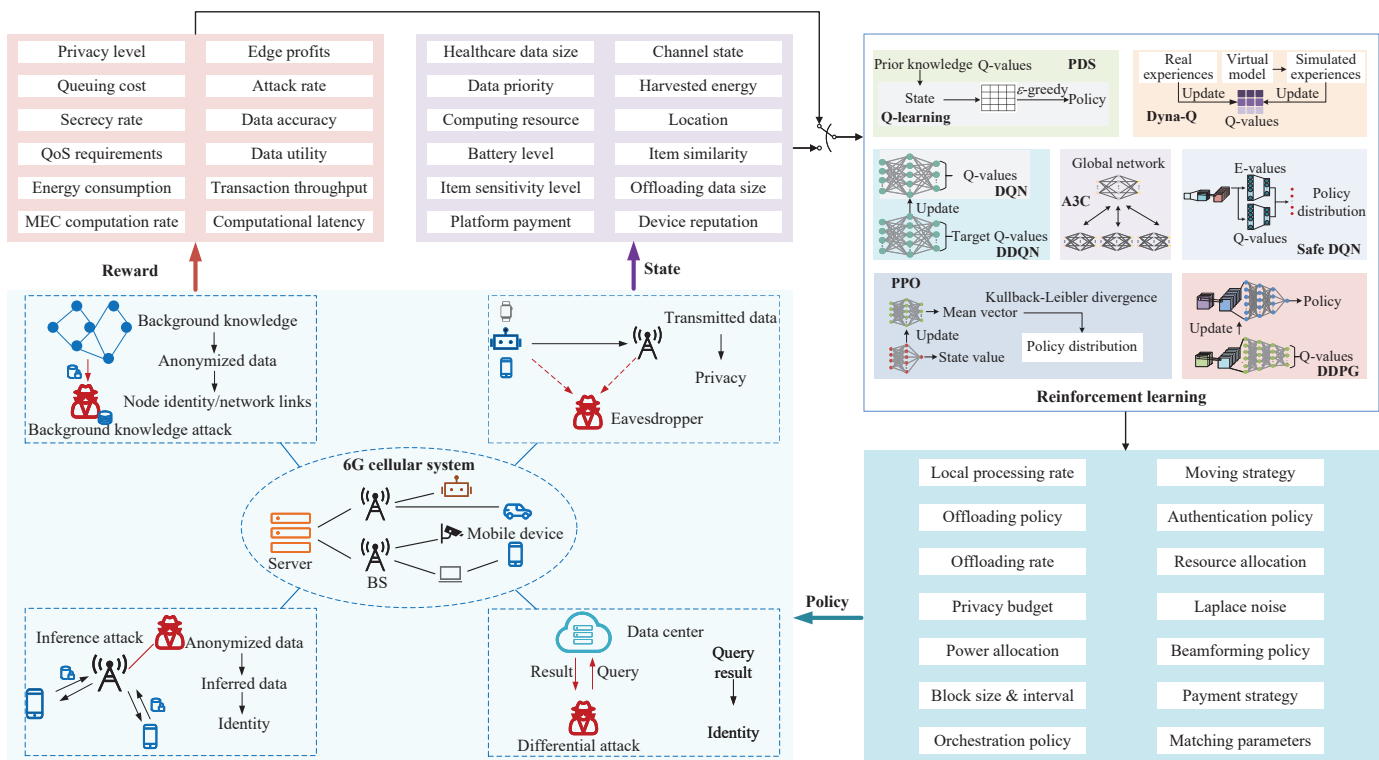 Privacy level
Edge profits
Queuing cost
Attack rate
Secrecy rate
Data accuracy
QoS requirements
Data utility
Energy consumption
Transaction throughput
MEC computation rate
Computational latency
Reward
Healthcare data size
Channel state
Data priority
Harvested energy
Computing resource
Location
Battery level
Item similarity
Item sensitivity level
Offloading data size
Platform payment
Device reputation
State
Prior knowledge
Q-values
PDS
State
ε-greedy
Policy
Q-learning
Real
experiences
Virtual
model
Simulated
experiences
Update
Update
Dyna-Q
Q-values
Q-values
DQN
Update
Target Q-values
DDQN
Global network
A3C
E-values
Policy
distribution
Q-values
Safe DQN
PPO
Kullback-Leibler divergence
Mean vector
Update
Policy distribution
State value
Policy
Update
Q-values
DDPG
Reinforcement learning
Background knowledge
Anonymized data
Node identity/network links
Background knowledge attack
Transmitted data
Privacy
Eavesdropper
6G cellular system
Server
BS
Mobile device
Inference attack
Anonymized data
Inferred data
Identity
Data center
Result
Query
Query
result
Identity
Differential attack
Policy
Local processing rate
Moving strategy
Offloading policy
Authentication policy
Offloading rate
Resource allocation
Privacy budget
Laplace noise
Power allocation
Beamforming policy
Block size & interval
Payment strategy
Orchestration policy
Matching parameters